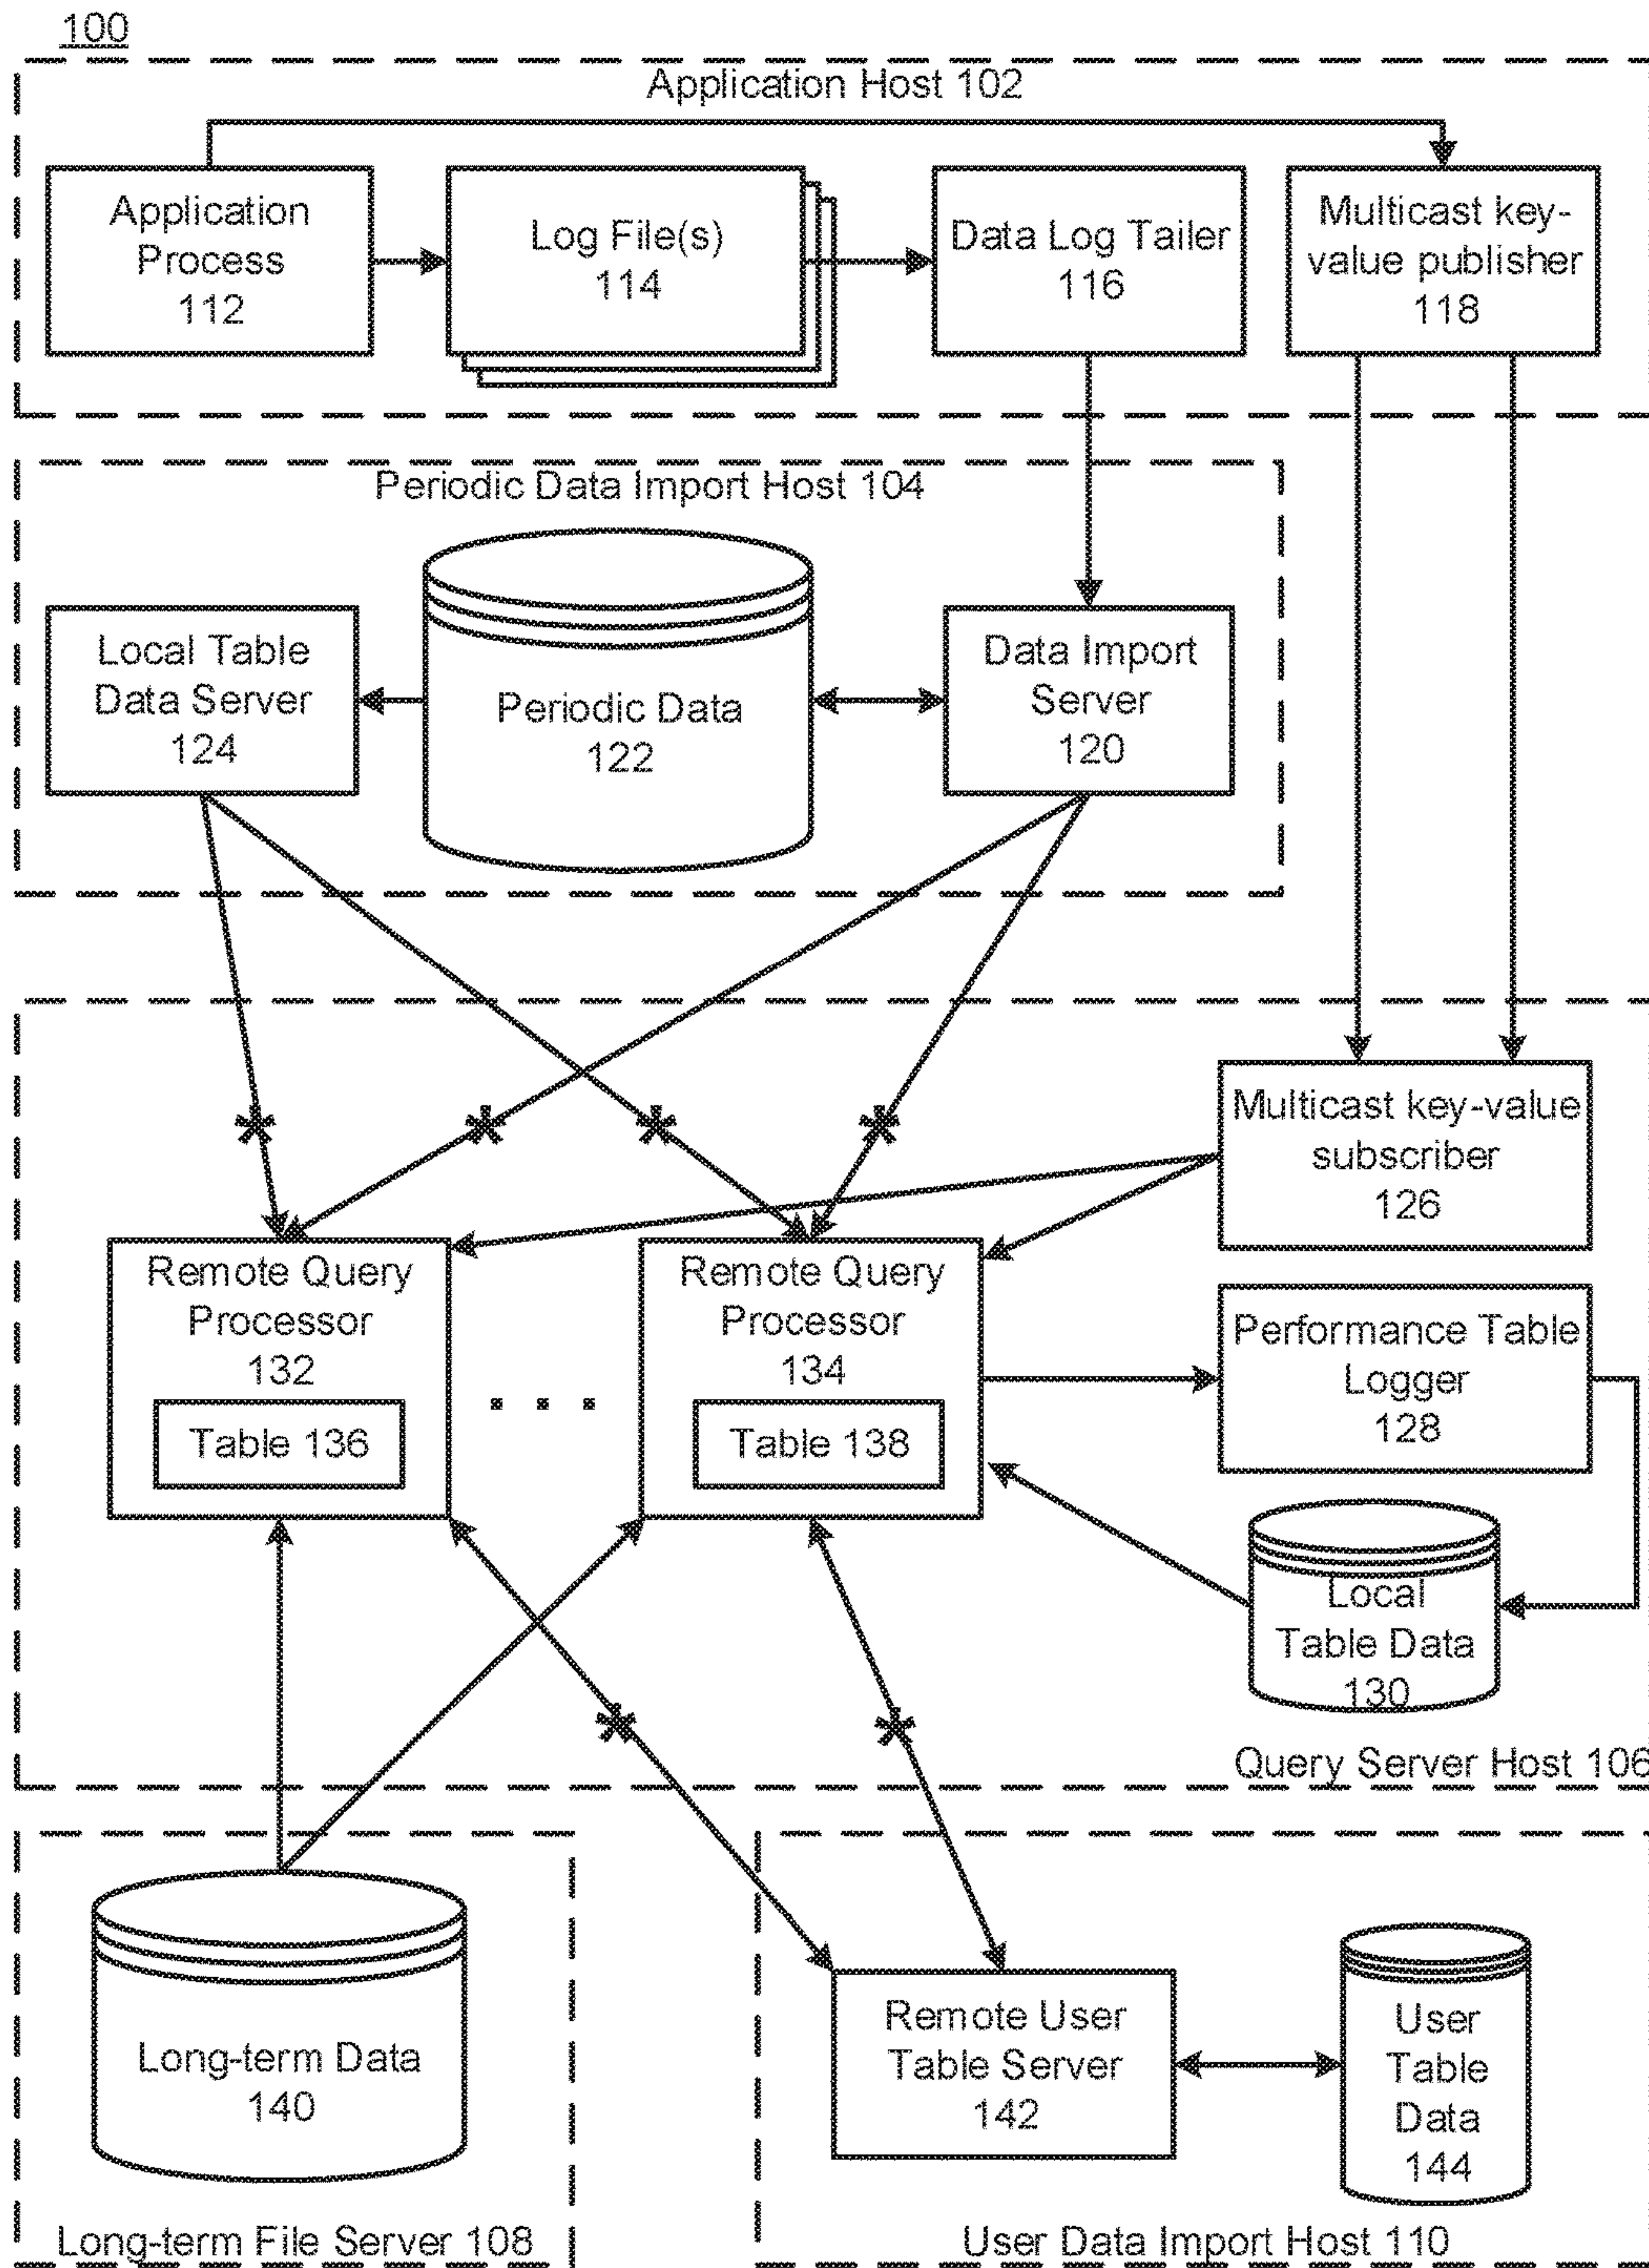 100
Application Host 102
Application
Process
112
Log File(s)
114
Data Log Tailer
116
Multicast key-
value publisher
118
Periodic Data Import Host 104
Local Table
Data Server
124
Periodic Data
122
Data Import
Server
120
Multicast key-value
subscriber
126
Remote Query
Processor
132
Table 136
. . .
Remote Query
Processor
134
Table 138
Performance Table
Logger
128
Local
Table Data
130
Query Server Host 106
Long-term Data
140
Long-term File Server 108
Remote User
Table Server
142
User
Table
Data
144
User Data Import Host 110